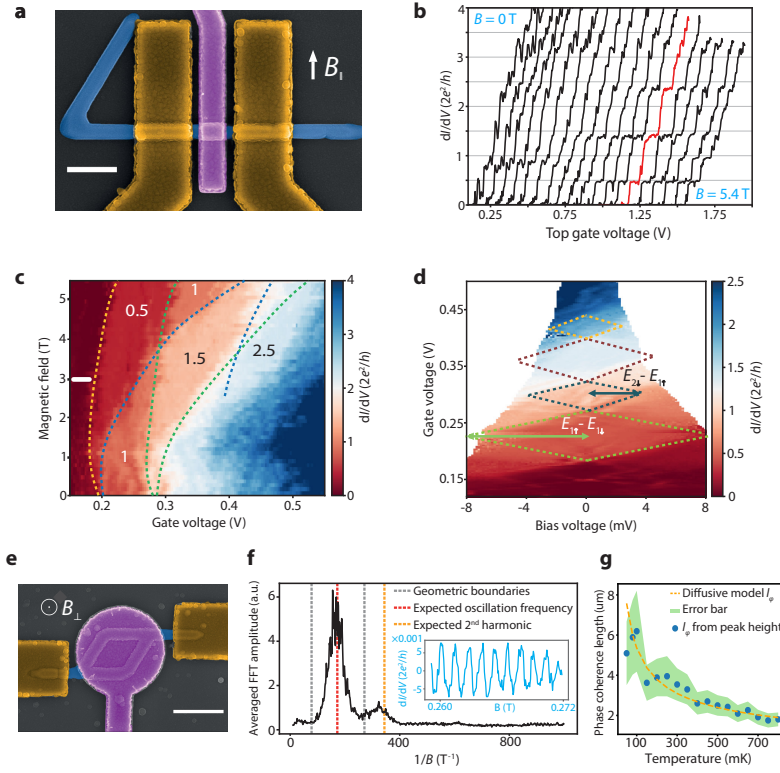 a
B∥
b
B = 0 T
B = 5.4 T
dI/dV (2e²/h)
4
3
2
1
0
0.25 0.75 1.25 1.75
Top gate voltage (V)
c
Magnetic field (T)
5
4
3
2
1
0
0.5
1
1.5
2.5
1
0.2 0.3 0.4 0.5
Gate voltage (V)
4
3
2
1
0
dI/dV (2e²/h)
d
Gate voltage (V)
0.45
0.35
0.25
0.15
E2↓ - E1↑
E1↑ - E1↓
-8 -4 0 4 8
Bias voltage (mV)
2.5
2
1.5
1
0.5
0
dI/dV (2e²/h)
e
B⊥
f
Averaged FFT amplitude (a.u.)
6
4
2
0
Geometric boundaries
Expected oscillation frequency
Expected 2nd harmonic
×0.001
dI/dV (2e²/h)
5
0
-5
0.260 B (T) 0.272
0 400 800
1/B (T⁻¹)
g
Phase coherence length (um)
8
6
4
2
Diffusive model lφ
Error bar
lφ from peak height
100 300 500 700
Temperature (mK)